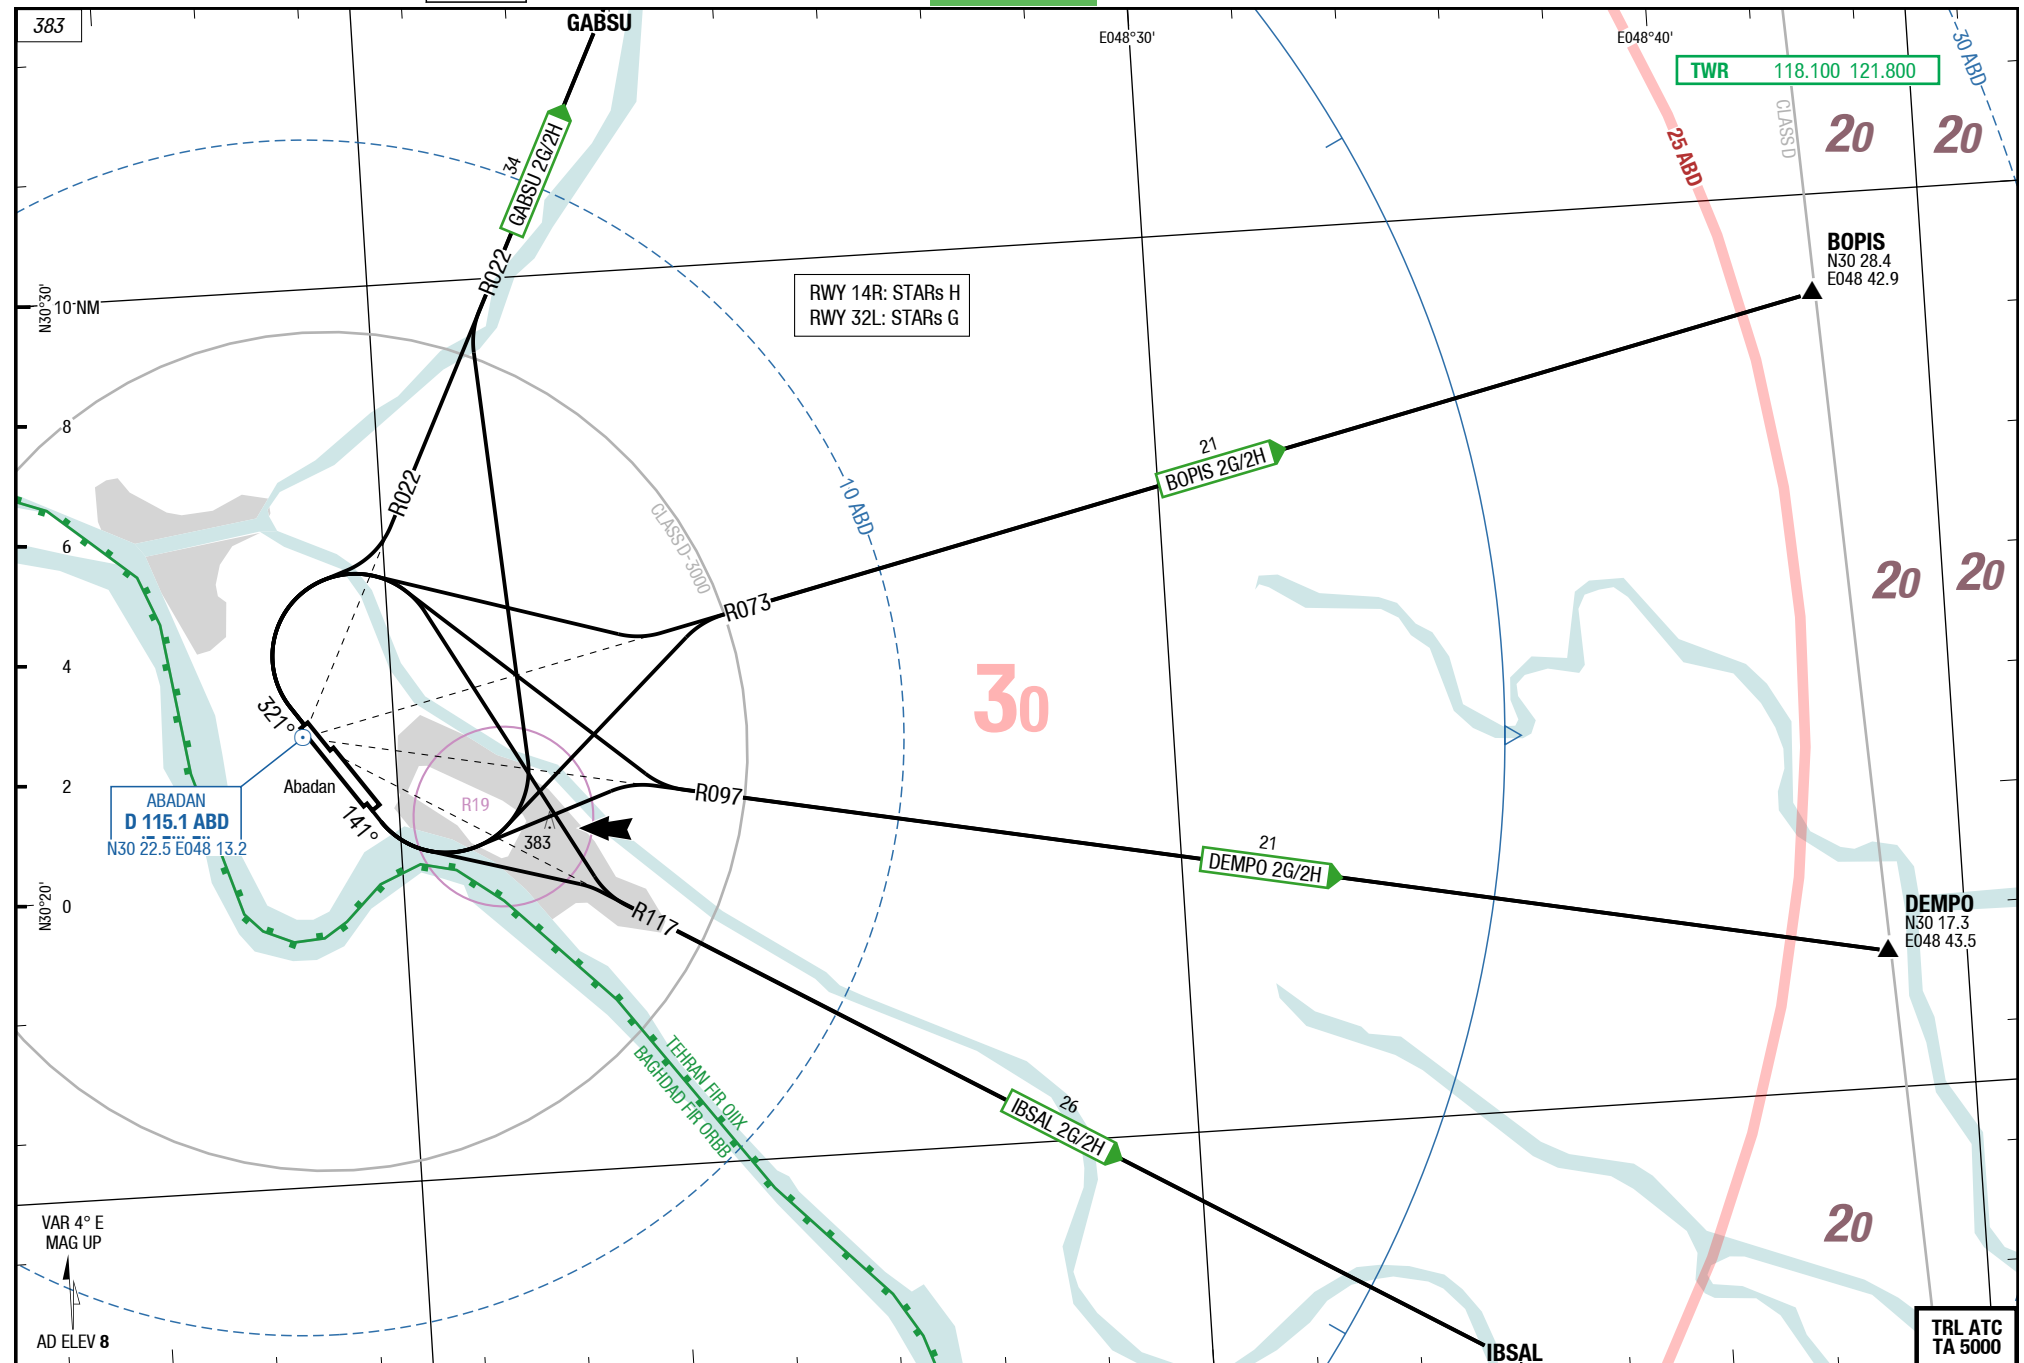 383
GABSU
E048°30'
E048°40'
30 ABD
TWR 118.100 121.800
CLASS D
20
20
25 ABD
34
GABSU 2G/2H
R022
BOPIS
N30 28.4
E048 42.9
RWY 14R: STARs H
RWY 32L: STARs G
N30°30'
10 NM
8
21
BOPIS 2G/2H
R022
10 ABD
CLASS D-3000
6
20
20
R073
4
30
321°
Abadan
2
R097
ABADAN
D 115.1 ABD
N30 22.5 E048 13.2
R19
141°
383
21
DEMPO 2G/2H
N30°20'
0
R117
DEMPO
N30 17.3
E048 43.5
TEHRAN FIR OIIX
BAGHDAD FIR ORBB
26
IBSAL 2G/2H
VAR 4° E
MAG UP
20
AD ELEV 8
IBSAL
TRL ATC
TA 5000